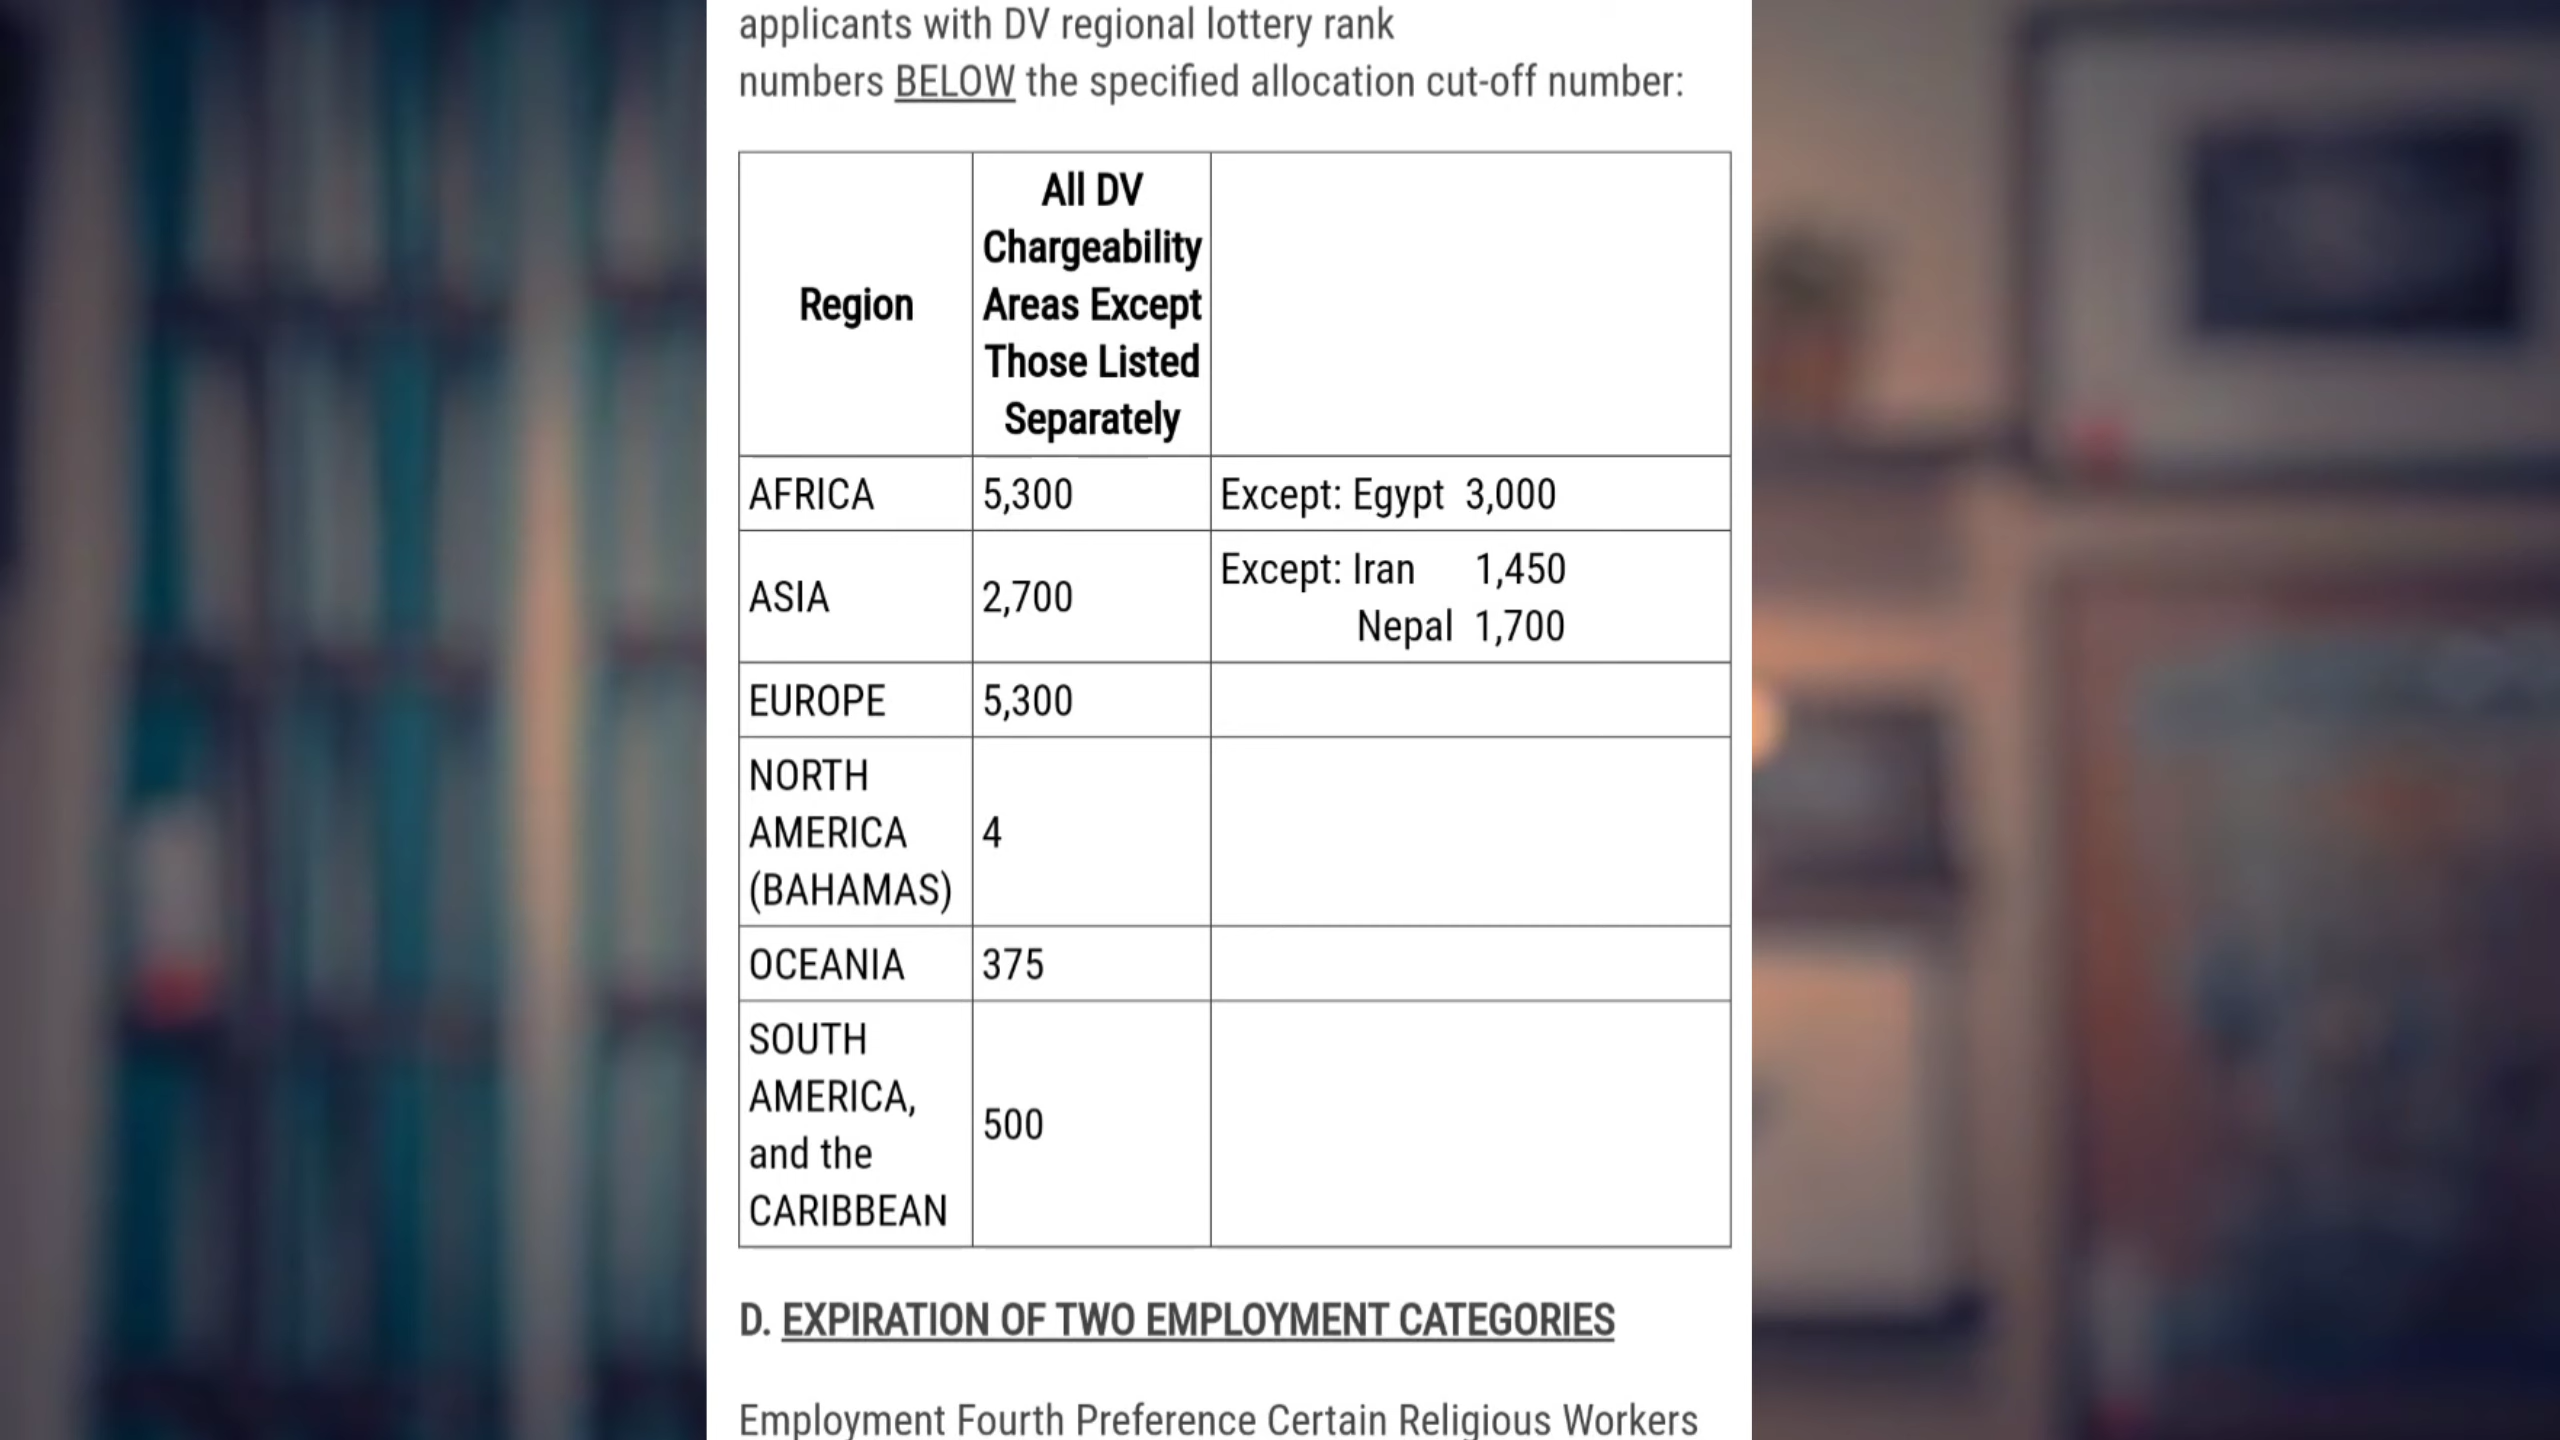 applicants with DV regional lottery rank
numbers BELOW the specified allocation cut-off number:
Region
All DV
Chargeability
Areas Except
Those Listed
Separately
AFRICA
5,300
Except: Egypt 3,000
ASIA
2,700
Except: Iran 1,450
Nepal 1,700
EUROPE
5,300
NORTH
AMERICA
(BAHAMAS)
4
OCEANIA
375
SOUTH
AMERICA,
and the
CARIBBEAN
500
D. EXPIRATION OF TWO EMPLOYMENT CATEGORIES
Employment Fourth Preference Certain Religious Workers